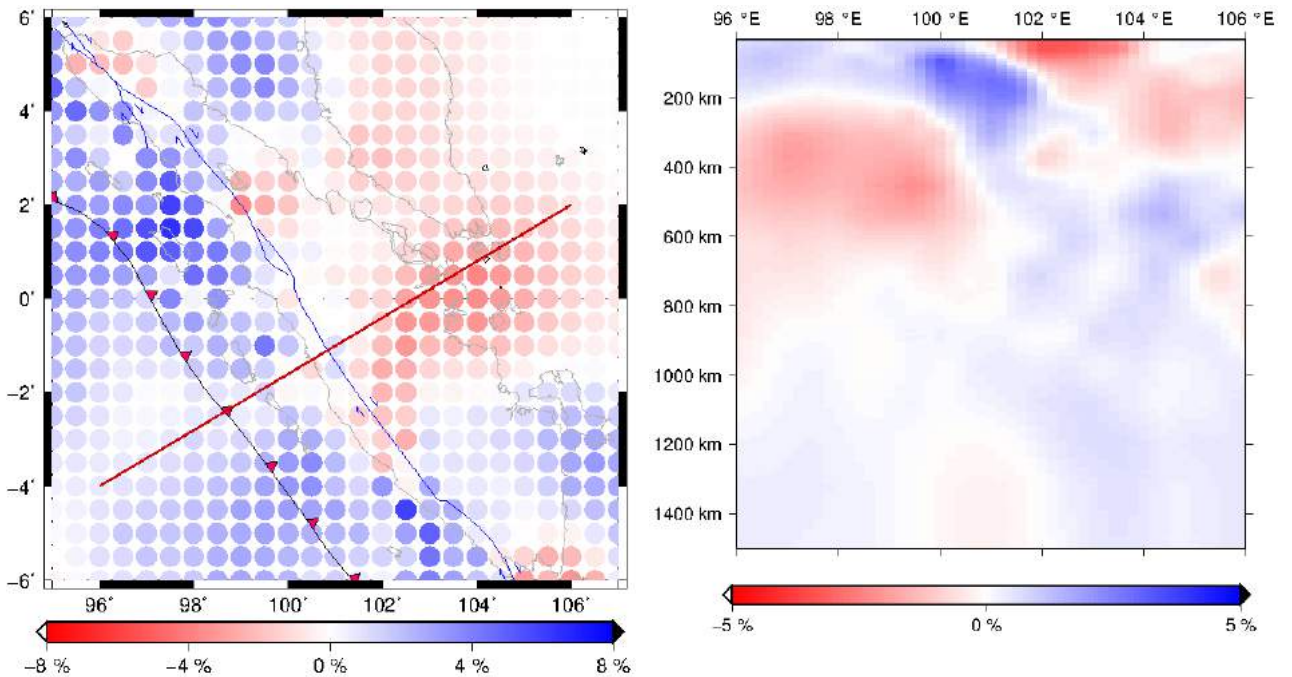 6′
4′
2′
0′
−2′
−4′
−6′
96˚ 98˚ 100˚ 102˚ 104˚ 106˚
−8 % −4 % 0 % 4 % 8 %
96 °E 98 °E 100 °E 102 °E 104 °E 106 °E
200 km
400 km
600 km
800 km
1000 km
1200 km
1400 km
−5 % 0 % 5 %